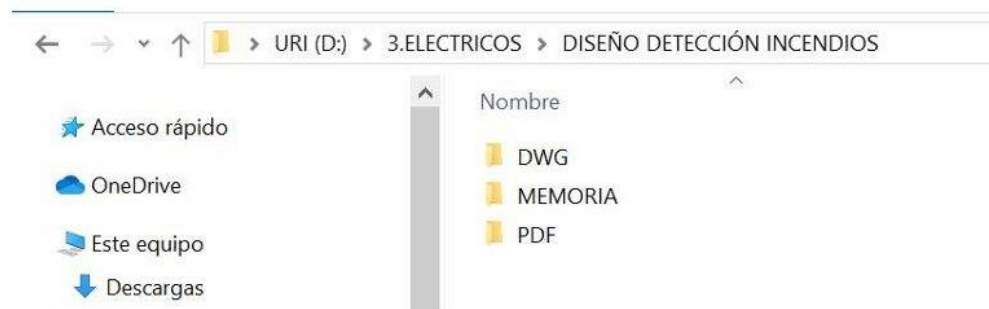 URI (D:) > 3.ELECTRICOS > DISEÑO DETECCIÓN INCENDIOS
Acceso rápido
OneDrive
Este equipo
Descargas
Nombre
DWG
MEMORIA
PDF